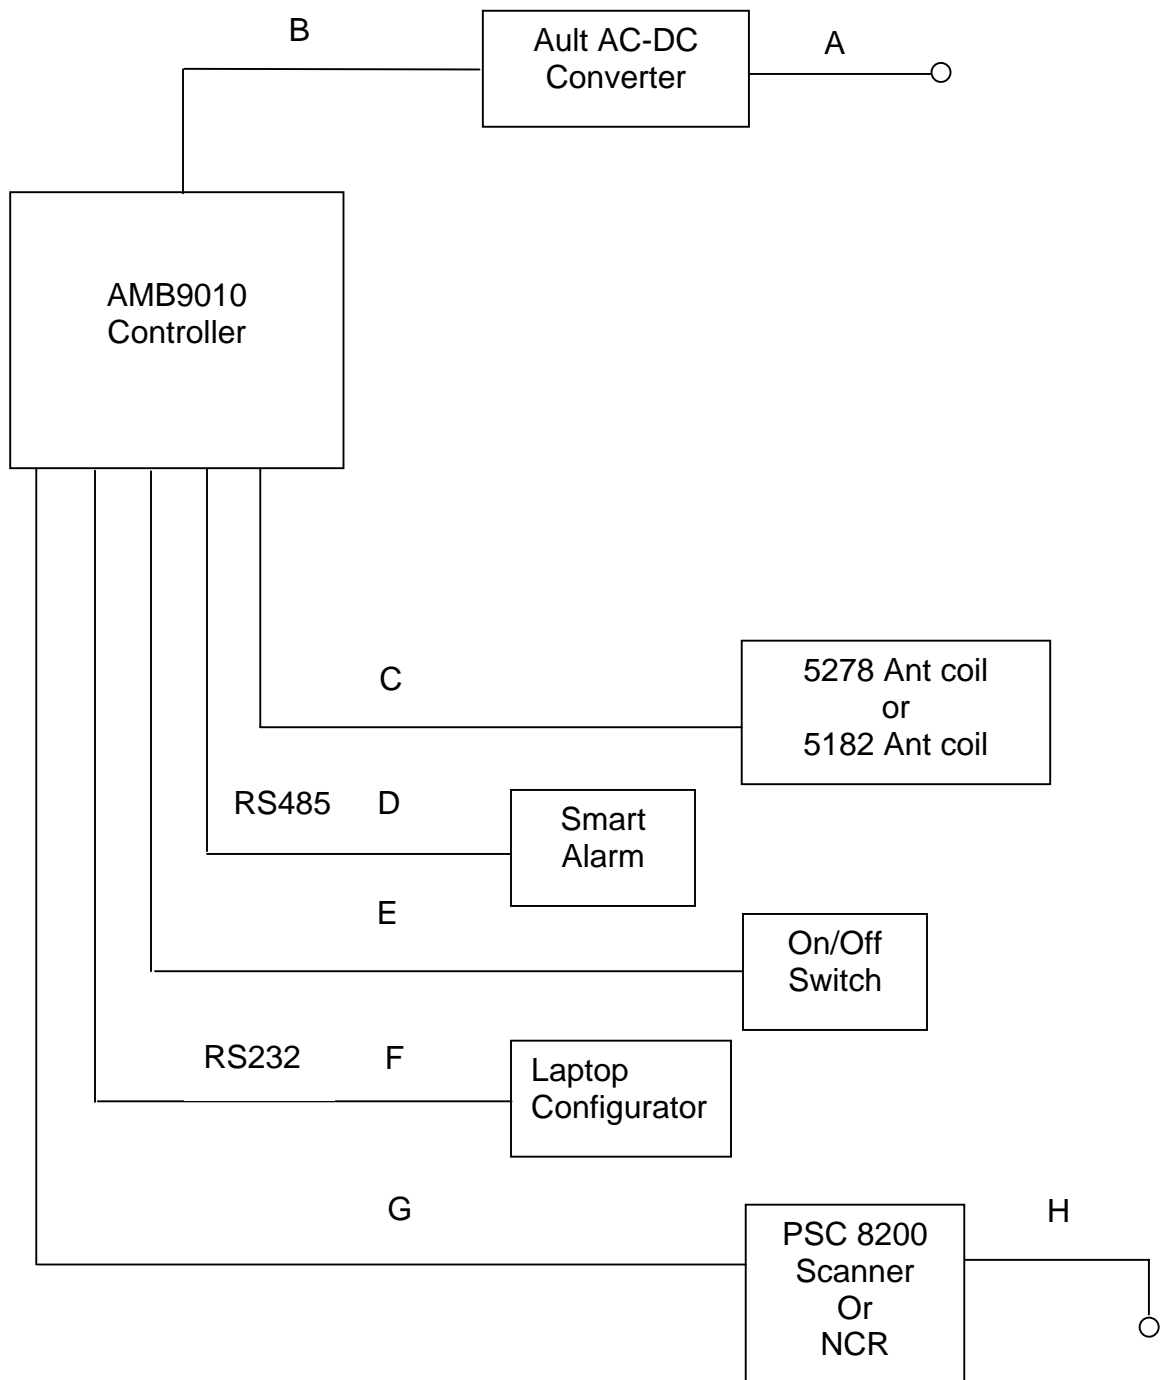 B
Ault AC-DC
Converter
A
AMB9010
Controller
C
5278 Ant coil
or
5182 Ant coil
RS485
D
Smart
Alarm
E
On/Off
Switch
RS232
F
Laptop
Configurator
G
PSC 8200
Scanner
Or
NCR
H